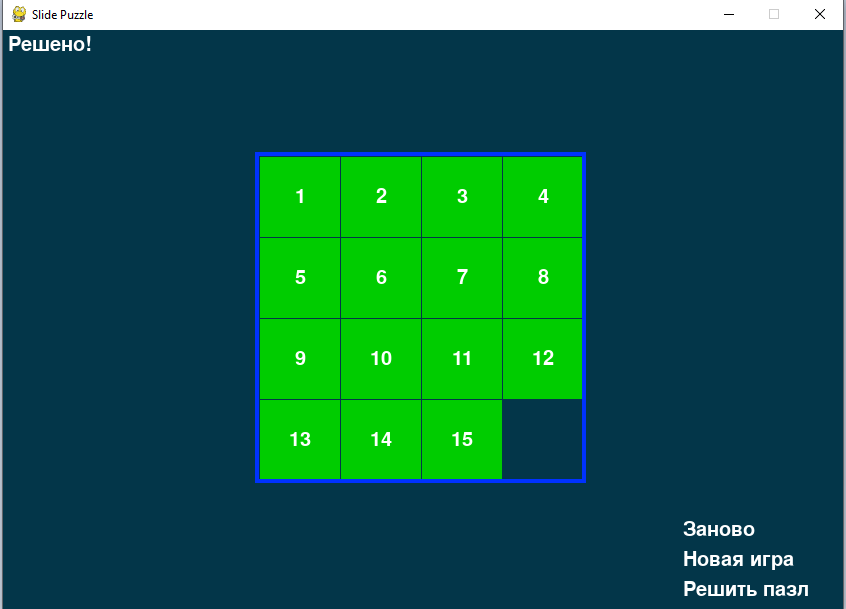 Slide Puzzle
Решено!
1 2 3 4
5 6 7 8
9 10 11 12
13 14 15
Заново
Новая игра
Решить пазл